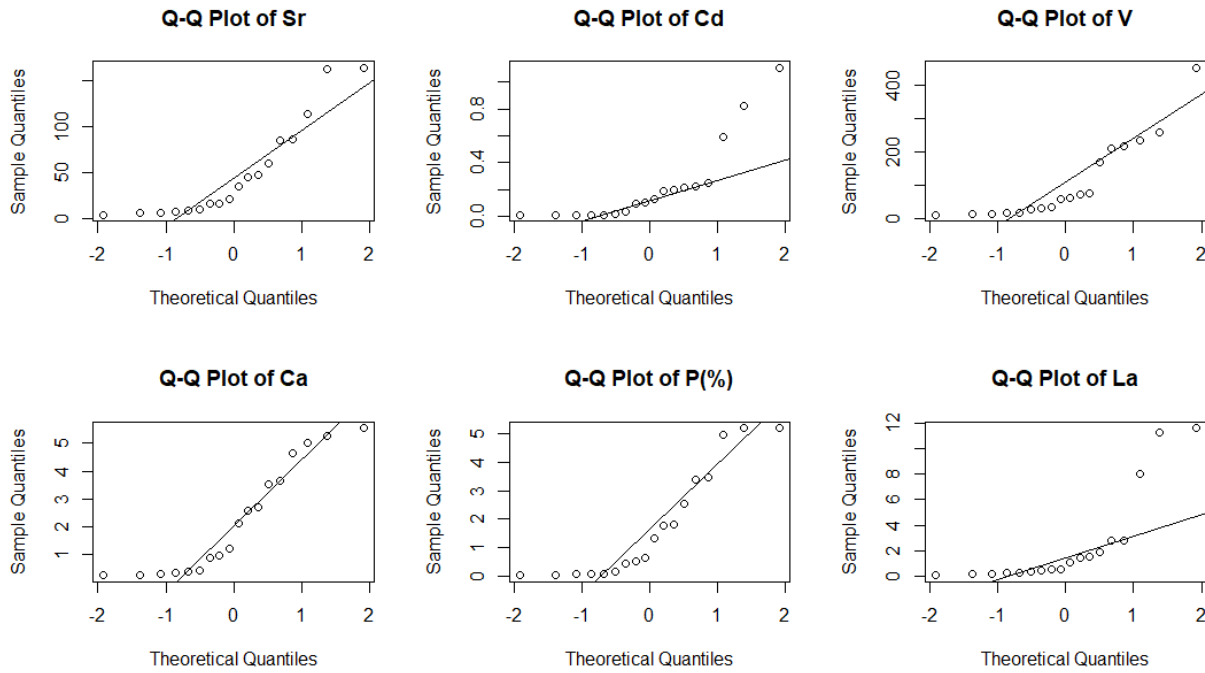 Q-Q Plot of Sr
Sample Quantiles
0 50 100
-2 -1 0 1 2
Theoretical Quantiles
Q-Q Plot of Cd
Sample Quantiles
0.0 0.4 0.8
-2 -1 0 1 2
Theoretical Quantiles
Q-Q Plot of V
Sample Quantiles
0 200 400
-2 -1 0 1 2
Theoretical Quantiles
Q-Q Plot of Ca
Sample Quantiles
1 2 3 4 5
-2 -1 0 1 2
Theoretical Quantiles
Q-Q Plot of P(%)
Sample Quantiles
0 1 2 3 4 5
-2 -1 0 1 2
Theoretical Quantiles
Q-Q Plot of La
Sample Quantiles
0 2 4 6 8 12
-2 -1 0 1 2
Theoretical Quantiles